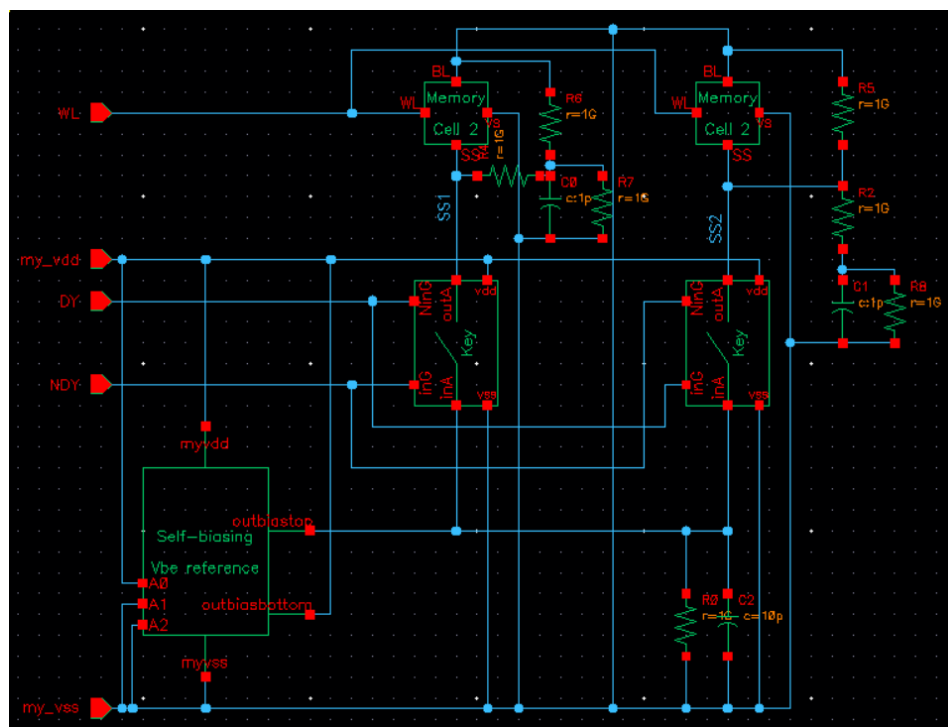 BL
BL
WL
WL
Memory
Cell 2
vs
SS
R6
r=1G
R4
r=1G
C0
c:1p
R7
r=1G
WL
Memory
Cell 2
vs
SS
R5
r=1G
R2
r=1G
SS1
SS2
my_vdd
C1
c:1p
R8
r=1G
DY
NDY
NinG
outA
vdd
Key
inG
inA
vss
NinG
outA
vdd
Key
inG
inA
vss
myvdd
outbiastop
Self-biasing
Vbe reference
A0
A1
A2
outbiasbottom
R0
r=1G
C2
c=10p
myvss
my_vss